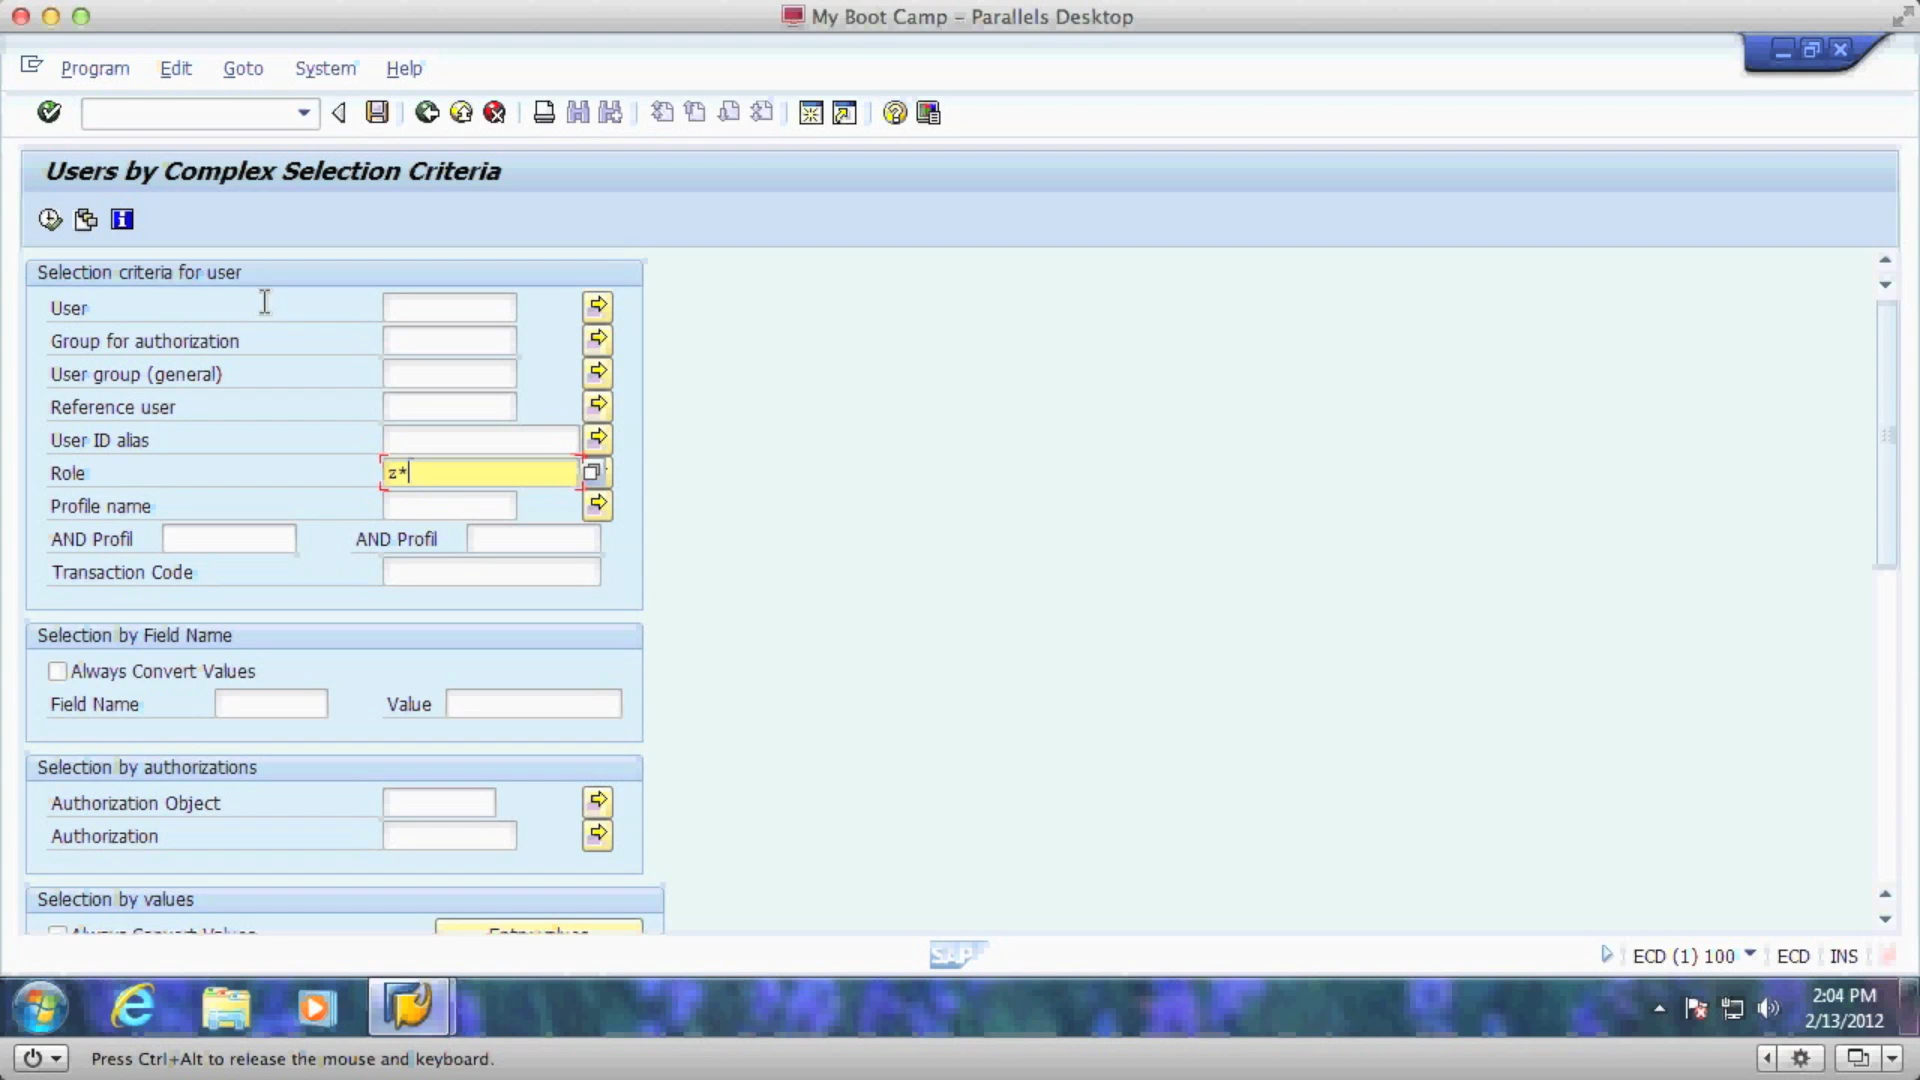 My Boot Camp - Parallels Desktop
Program Edit Goto System Help
Users by Complex Selection Criteria
Selection criteria for user
User
Group for authorization
User group (general)
Reference user
User ID alias
Role z*
Profile name
AND Profil AND Profil
Transaction Code
Selection by Field Name
Always Convert Values
Field Name Value
Selection by authorizations
Authorization Object
Authorization
Selection by values
Always Convert Values
SAP
ECD (1) 100 ECD INS
2:04 PM
2/13/2012
Press Ctrl+Alt to release the mouse and keyboard.